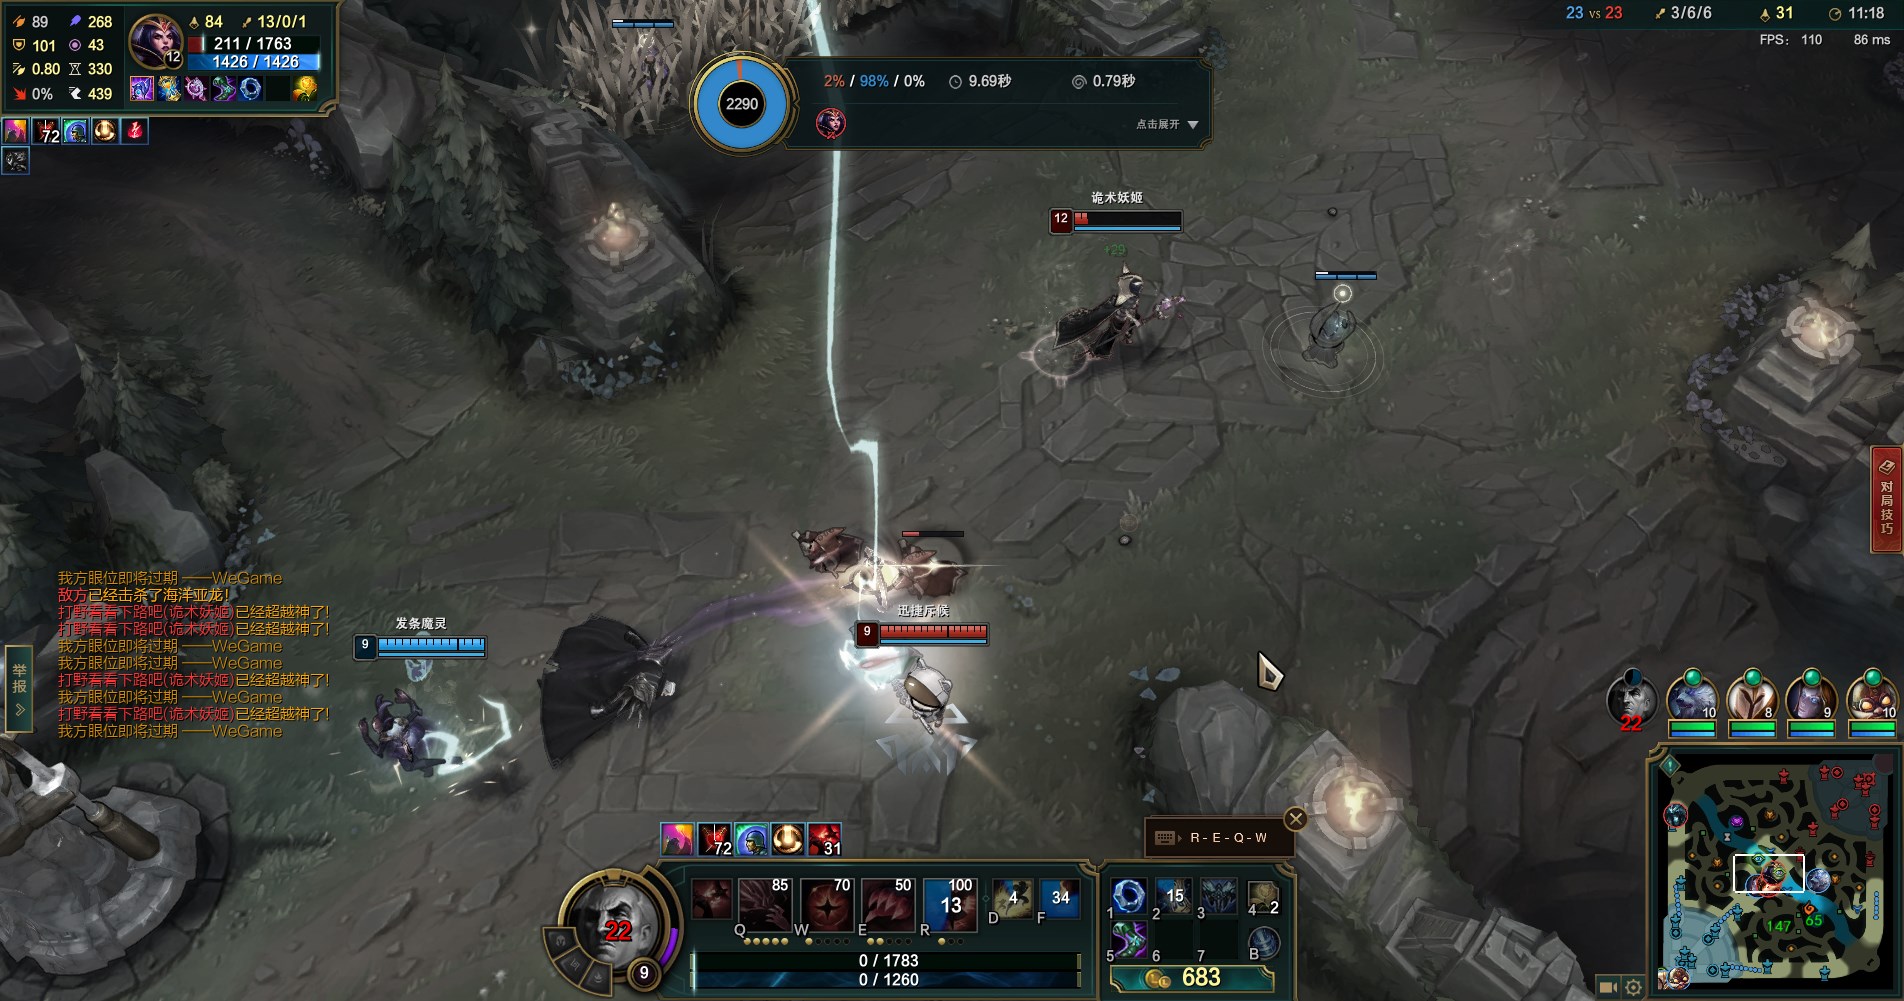 89 268 84 13/0/1
101 43 211 / 1763
0.80 330 12 1426 / 1426
0% 439
72
2290 2% / 98% / 0% 9.69秒 0.79秒
点击展开
23 vs 23 3/6/6 31 11:18
FPS: 110 86 ms
诡术妖姬
12
+29
对局技巧
迅捷斥候
9
发条魔灵
9
举报
我方眼位即将过期 ——WeGame
敌方已经击杀了海洋亚龙!
打野看看下路吧(诡术妖姬)已经超越神了!
打野看看下路吧(诡术妖姬)已经超越神了!
我方眼位即将过期 ——WeGame
我方眼位即将过期 ——WeGame
打野看看下路吧(诡术妖姬)已经超越神了!
我方眼位即将过期 ——WeGame
打野看看下路吧(诡术妖姬)已经超越神了!
我方眼位即将过期 ——WeGame
22 10 8 9 10
72 31
R - E - Q - W
22 9
85 70 50 100 13 4 34
Q W E R D F
0 / 1783
0 / 1260
1 2 15 3 4 2
5 6 7 B
683
147 65